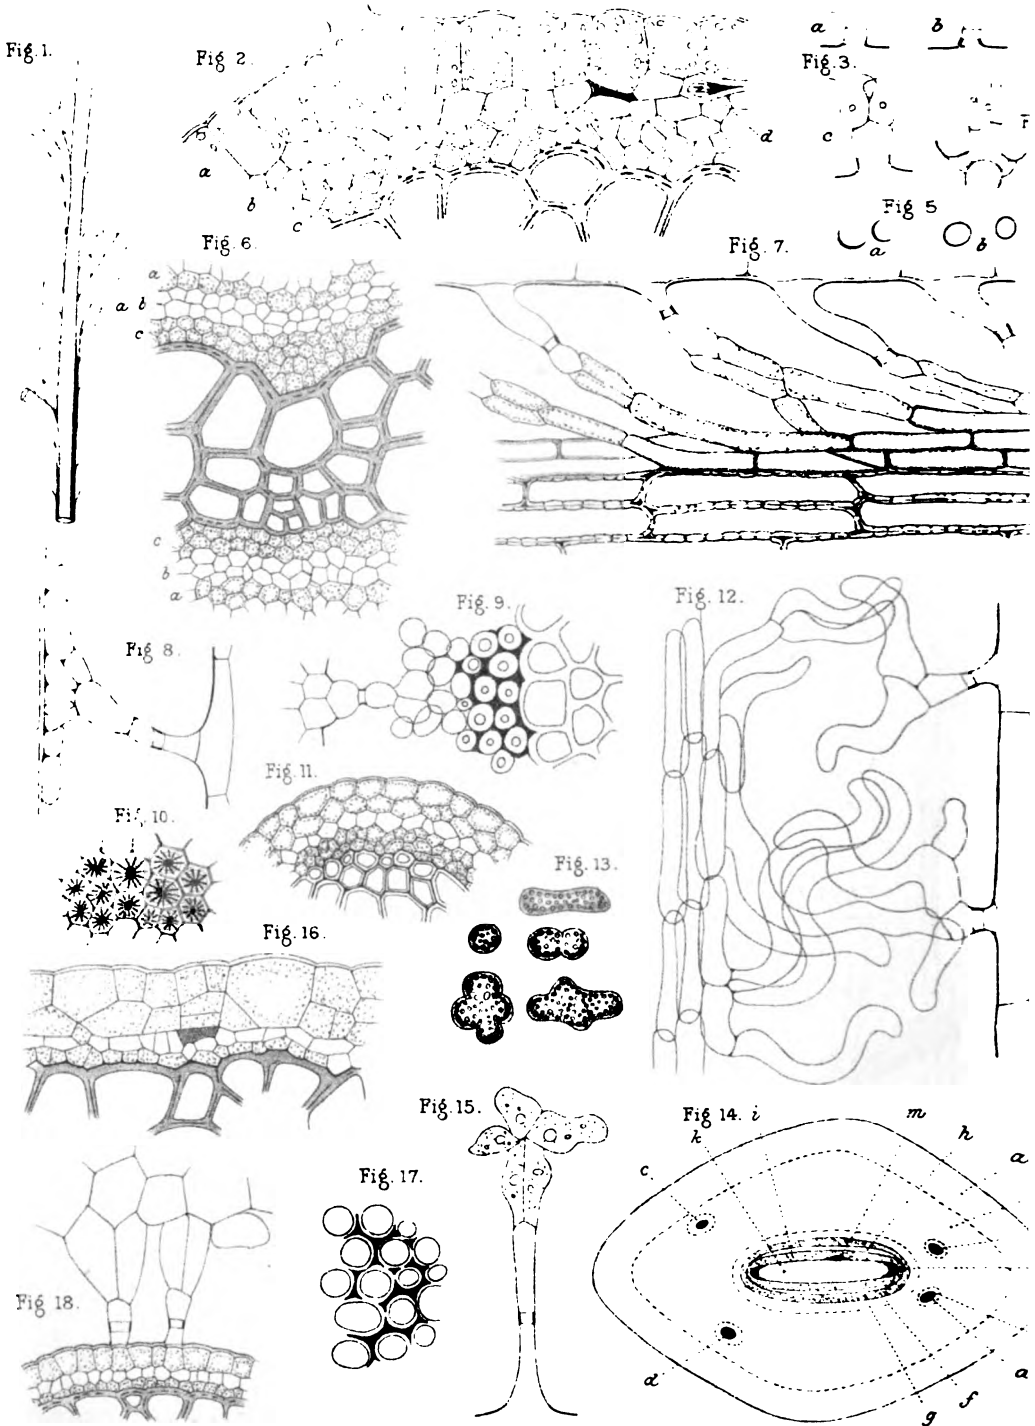 Fig. 1.
Fig 2.
a
b
c
d
a b
Fig. 3.
c
Fig 5
a b
Fig. 6.
a
a b
c
c
b
a
Fig. 7.
Fig 8.
Fig. 9.
Fig. 12.
Fig. 11.
Fig. 10.
Fig. 13.
Fig. 16.
Fig. 15.
Fig 14. i m
k h
c a
Fig. 17.
Fig 18.
d a
g f